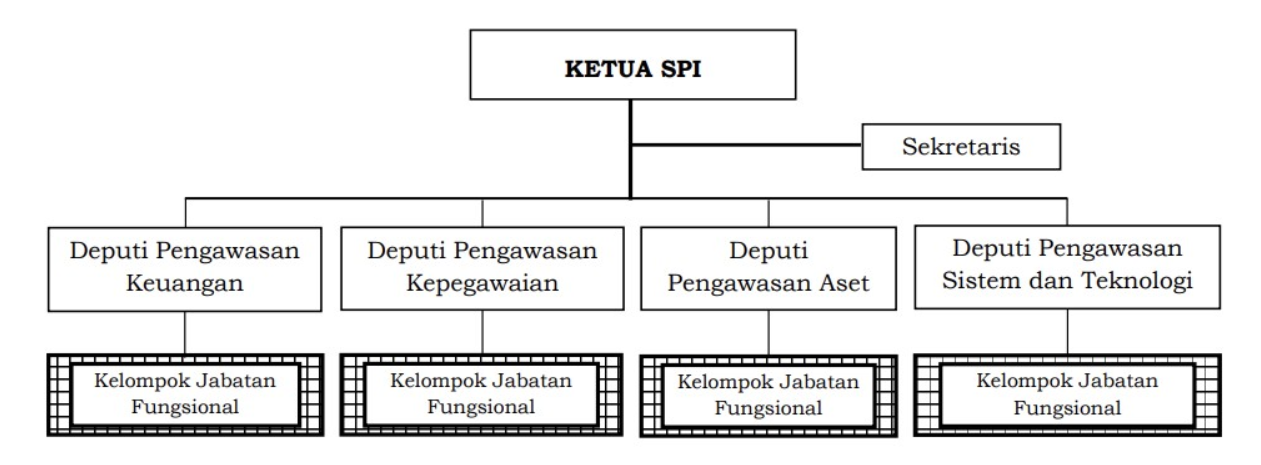 KETUA SPI
Sekretaris
Deputi Pengawasan
Keuangan
Deputi Pengawasan
Kepegawaian
Deputi
Pengawasan Aset
Deputi Pengawasan
Sistem dan Teknologi
Kelompok Jabatan
Fungsional
Kelompok Jabatan
Fungsional
Kelompok Jabatan
Fungsional
Kelompok Jabatan
Fungsional